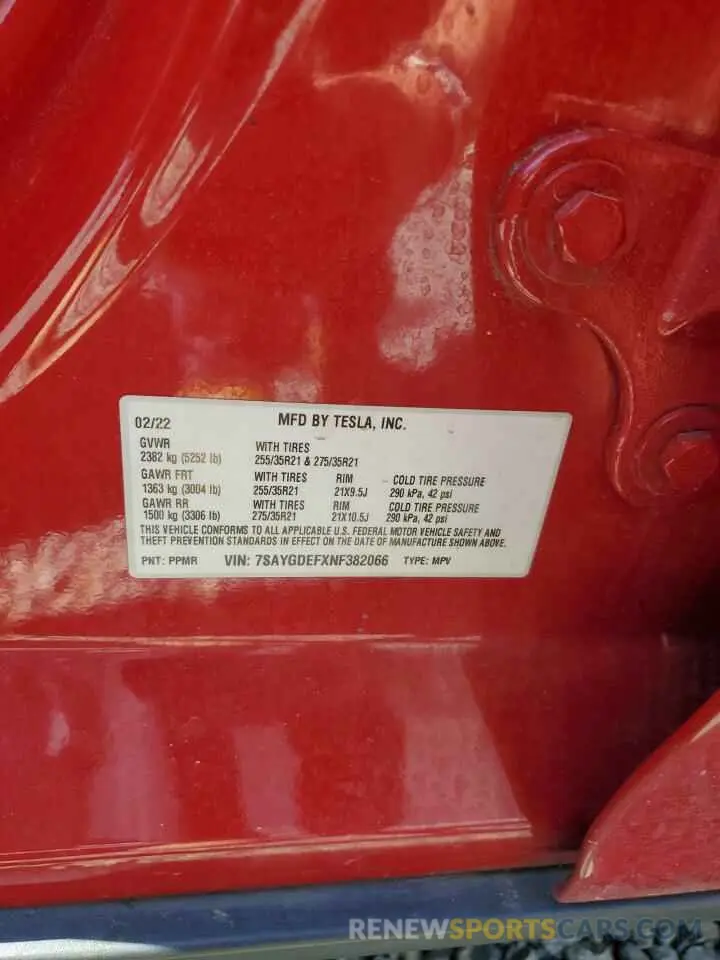 02/22 MFD BY TESLA, INC.
GVWR WITH TIRES
2382 kg (5252 lb) 255/35R21 & 275/35R21
GAWR FRT WITH TIRES RIM COLD TIRE PRESSURE
1363 kg (3004 lb) 255/35R21 21X9.5J 290 kPa, 42 psi
GAWR RR WITH TIRES RIM COLD TIRE PRESSURE
1500 kg (3306 lb) 275/35R21 21X10.5J 290 kPa, 42 psi
THIS VEHICLE CONFORMS TO ALL APPLICABLE U.S. FEDERAL MOTOR VEHICLE SAFETY AND
THEFT PREVENTION STANDARDS IN EFFECT ON THE DATE OF MANUFACTURE SHOWN ABOVE.
PNT: PPMR VIN: 7SAYGDEFXNF382066 TYPE: MPV
RENEWSPORTSCARS.COM